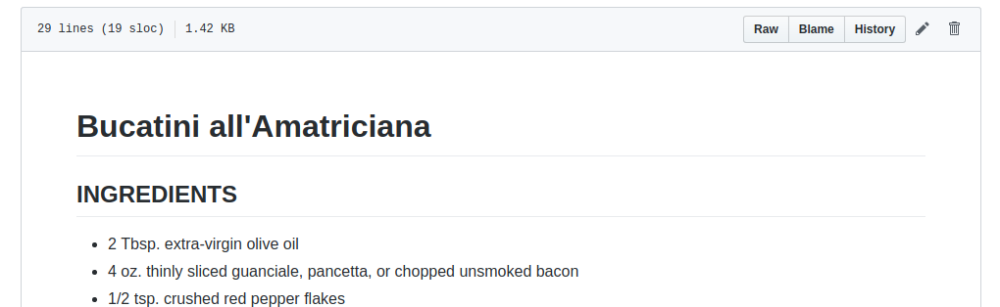 29 lines (19 sloc) 1.42 KB Raw Blame History
Bucatini all'Amatriciana
INGREDIENTS
• 2 Tbsp. extra-virgin olive oil
• 4 oz. thinly sliced guanciale, pancetta, or chopped unsmoked bacon
• 1/2 tsp. crushed red pepper flakes